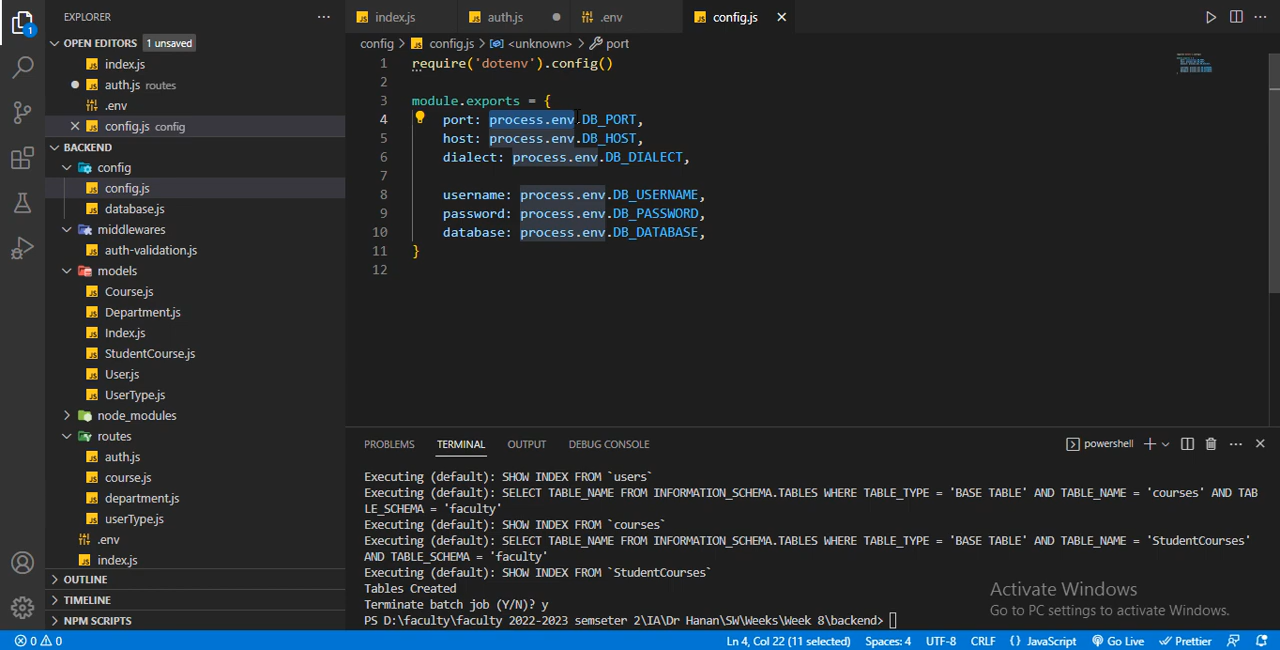 EXPLORER
index.js
auth.js
.env
config.js
OPEN EDITORS 1 unsaved
config > config.js > <unknown> > port
index.js
auth.js routes
.env
config.js config
BACKEND
config
config.js
database.js
middlewares
auth-validation.js
models
Course.js
Department.js
Index.js
StudentCourse.js
User.js
UserType.js
node_modules
routes
auth.js
course.js
department.js
userType.js
.env
index.js
OUTLINE
TIMELINE
NPM SCRIPTS
1 require('dotenv').config()
2
3 module.exports = {
4 port: process.env.DB_PORT,
5 host: process.env.DB_HOST,
6 dialect: process.env.DB_DIALECT,
7
8 username: process.env.DB_USERNAME,
9 password: process.env.DB_PASSWORD,
10 database: process.env.DB_DATABASE,
11 }
12
PROBLEMS TERMINAL OUTPUT DEBUG CONSOLE powershell
Executing (default): SHOW INDEX FROM `users`
Executing (default): SELECT TABLE_NAME FROM INFORMATION_SCHEMA.TABLES WHERE TABLE_TYPE = 'BASE TABLE' AND TABLE_NAME = 'courses' AND TAB
LE_SCHEMA = 'faculty'
Executing (default): SHOW INDEX FROM `courses`
Executing (default): SELECT TABLE_NAME FROM INFORMATION_SCHEMA.TABLES WHERE TABLE_TYPE = 'BASE TABLE' AND TABLE_NAME = 'StudentCourses'
AND TABLE_SCHEMA = 'faculty'
Executing (default): SHOW INDEX FROM `StudentCourses`
Tables Created
Terminate batch job (Y/N)? y
PS D:\faculty\faculty 2022-2023 semseter 2\IA\Dr Hanan\SW\Weeks\Week 8\backend>
Activate Windows
Go to PC settings to activate Windows.
0 0 Ln 4, Col 22 (11 selected) Spaces: 4 UTF-8 CRLF {} JavaScript Go Live Prettier